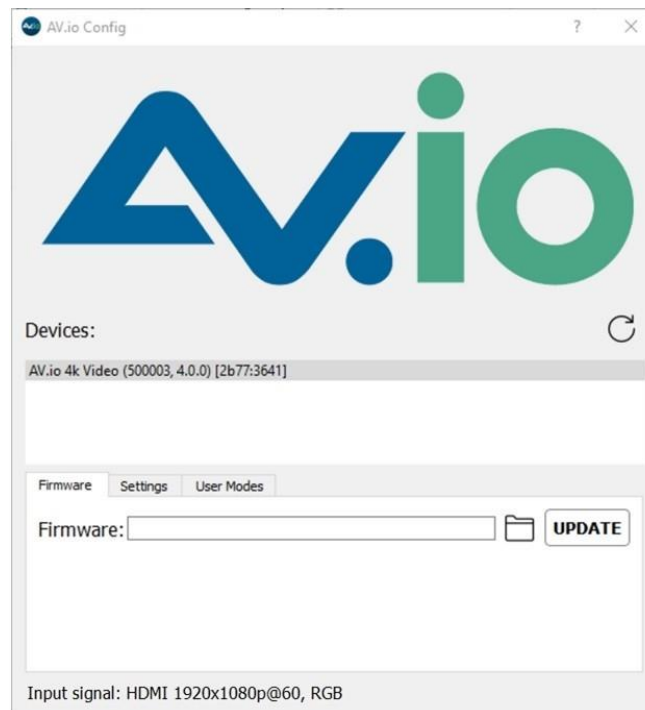 AV.io Config
AV.io
Devices:
AV.io 4k Video (500003, 4.0.0) [2b77:3641]
Firmware Settings User Modes
Firmware: UPDATE
Input signal: HDMI 1920x1080p@60, RGB